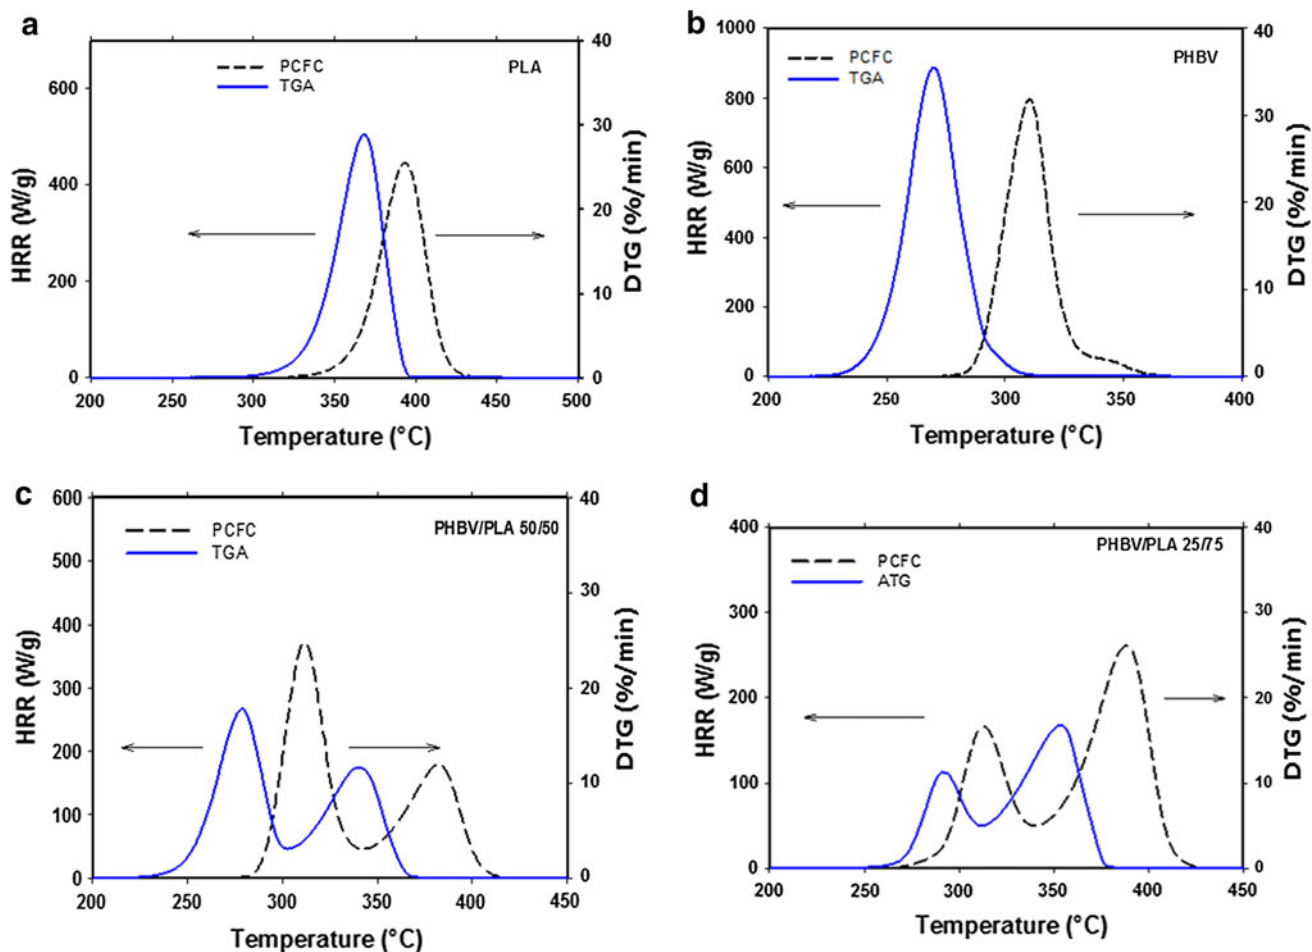 a
PCFC
TGA
PLA
HRR (W/g)
600
400
200
0
40
30
20
10
0
DTG (%/min)
200 250 300 350 400 450 500
Temperature (°C)
b
PCFC
TGA
PHBV
HRR (W/g)
1000
800
600
400
200
0
40
30
20
10
0
DTG (%/min)
200 250 300 350 400
Temperature (°C)
c
PCFC
TGA
PHBV/PLA 50/50
HRR (W/g)
600
500
400
300
200
100
0
40
30
20
10
0
DTG (%/min)
200 250 300 350 400 450
Temperature (°C)
d
PCFC
ATG
PHBV/PLA 25/75
HRR (W/g)
400
300
200
100
0
40
30
20
10
0
DTG (%/min)
200 250 300 350 400 450
Temperature (°C)